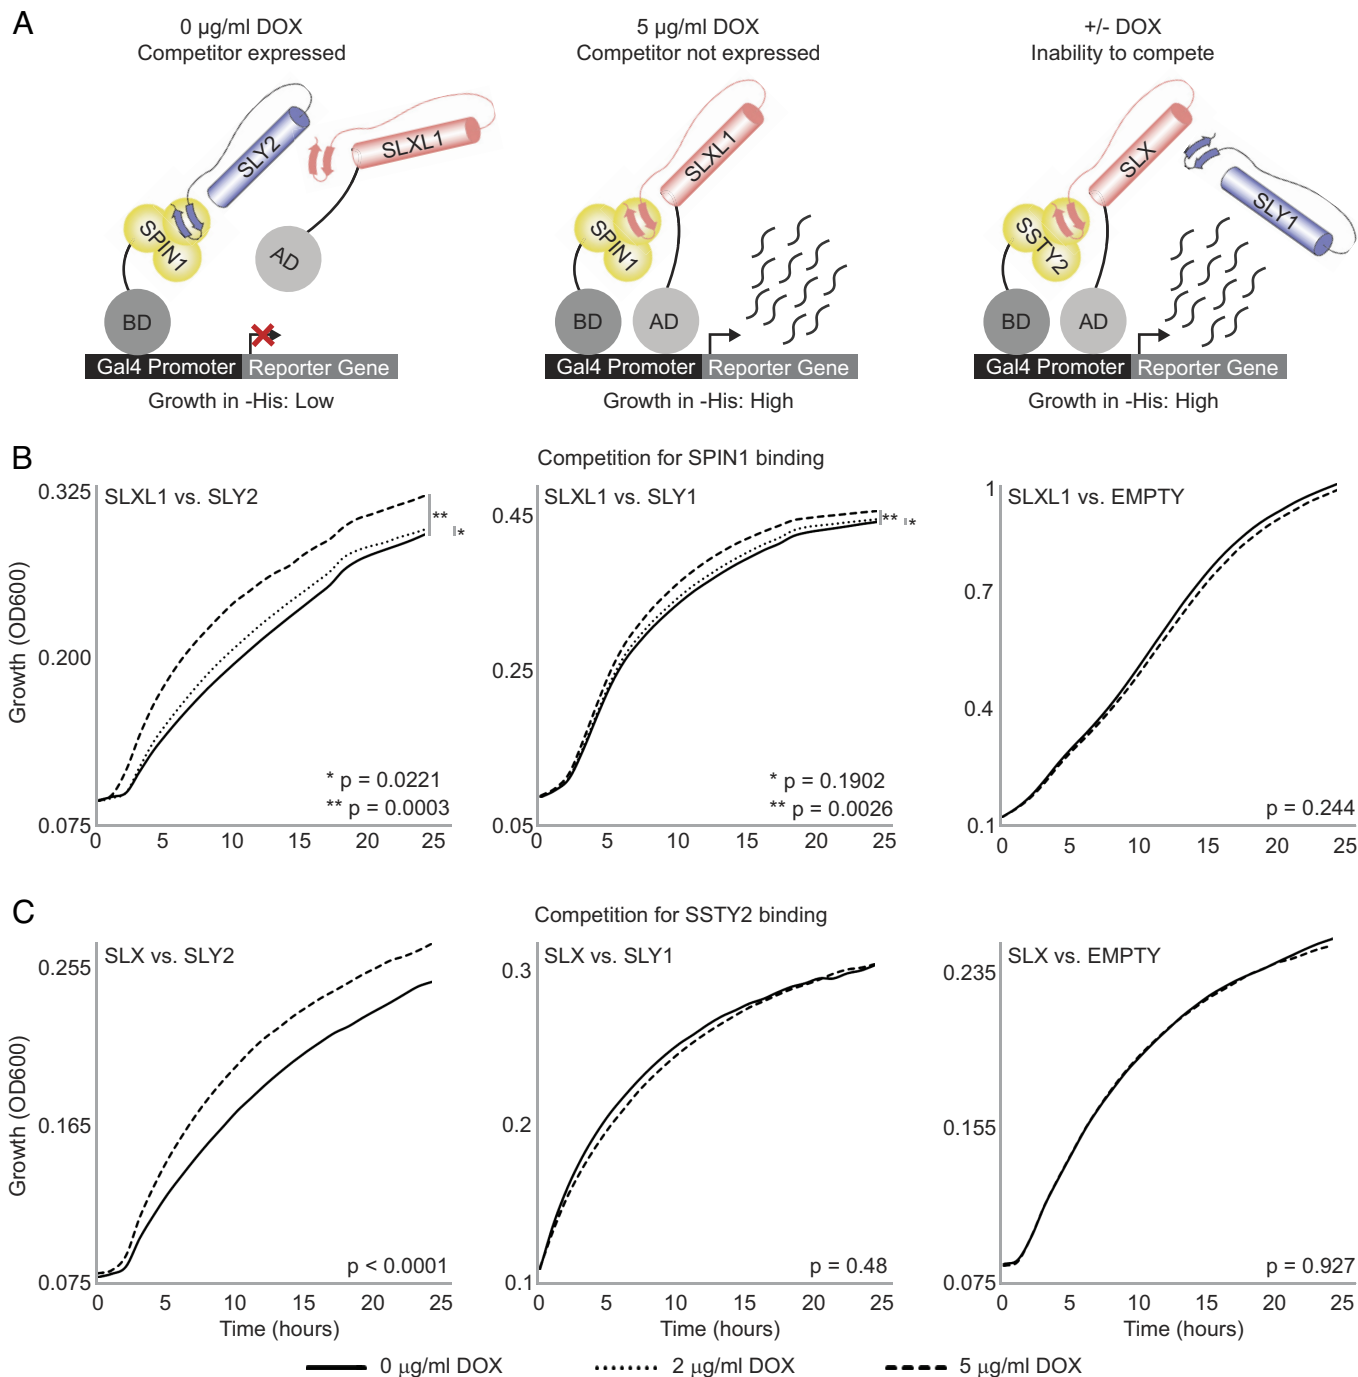 A
0 µg/ml DOX
Competitor expressed
5 µg/ml DOX
Competitor not expressed
+/- DOX
Inability to compete
SLY2
SLXL1
SPIN1
AD
BD
Gal4 Promoter
Reporter Gene
Growth in -His: Low
SLXL1
SPIN1
BD
AD
Gal4 Promoter
Reporter Gene
Growth in -His: High
SLX
SLY1
SSTY2
BD
AD
Gal4 Promoter
Reporter Gene
Growth in -His: High
B
Competition for SPIN1 binding
Growth (OD600)
SLXL1 vs. SLY2
0.325
0.200
0.075
**
*
* p = 0.0221
** p = 0.0003
0 5 10 15 20 25
SLXL1 vs. SLY1
0.45
0.25
0.05
**
*
* p = 0.1902
** p = 0.0026
0 5 10 15 20 25
SLXL1 vs. EMPTY
1
0.7
0.4
0.1
p = 0.244
0 5 10 15 20 25
C
Competition for SSTY2 binding
Growth (OD600)
SLX vs. SLY2
0.255
0.165
0.075
p < 0.0001
0 5 10 15 20 25
Time (hours)
SLX vs. SLY1
0.3
0.2
0.1
p = 0.48
0 5 10 15 20 25
Time (hours)
SLX vs. EMPTY
0.235
0.155
0.075
p = 0.927
0 5 10 15 20 25
Time (hours)
0 µg/ml DOX
2 µg/ml DOX
5 µg/ml DOX